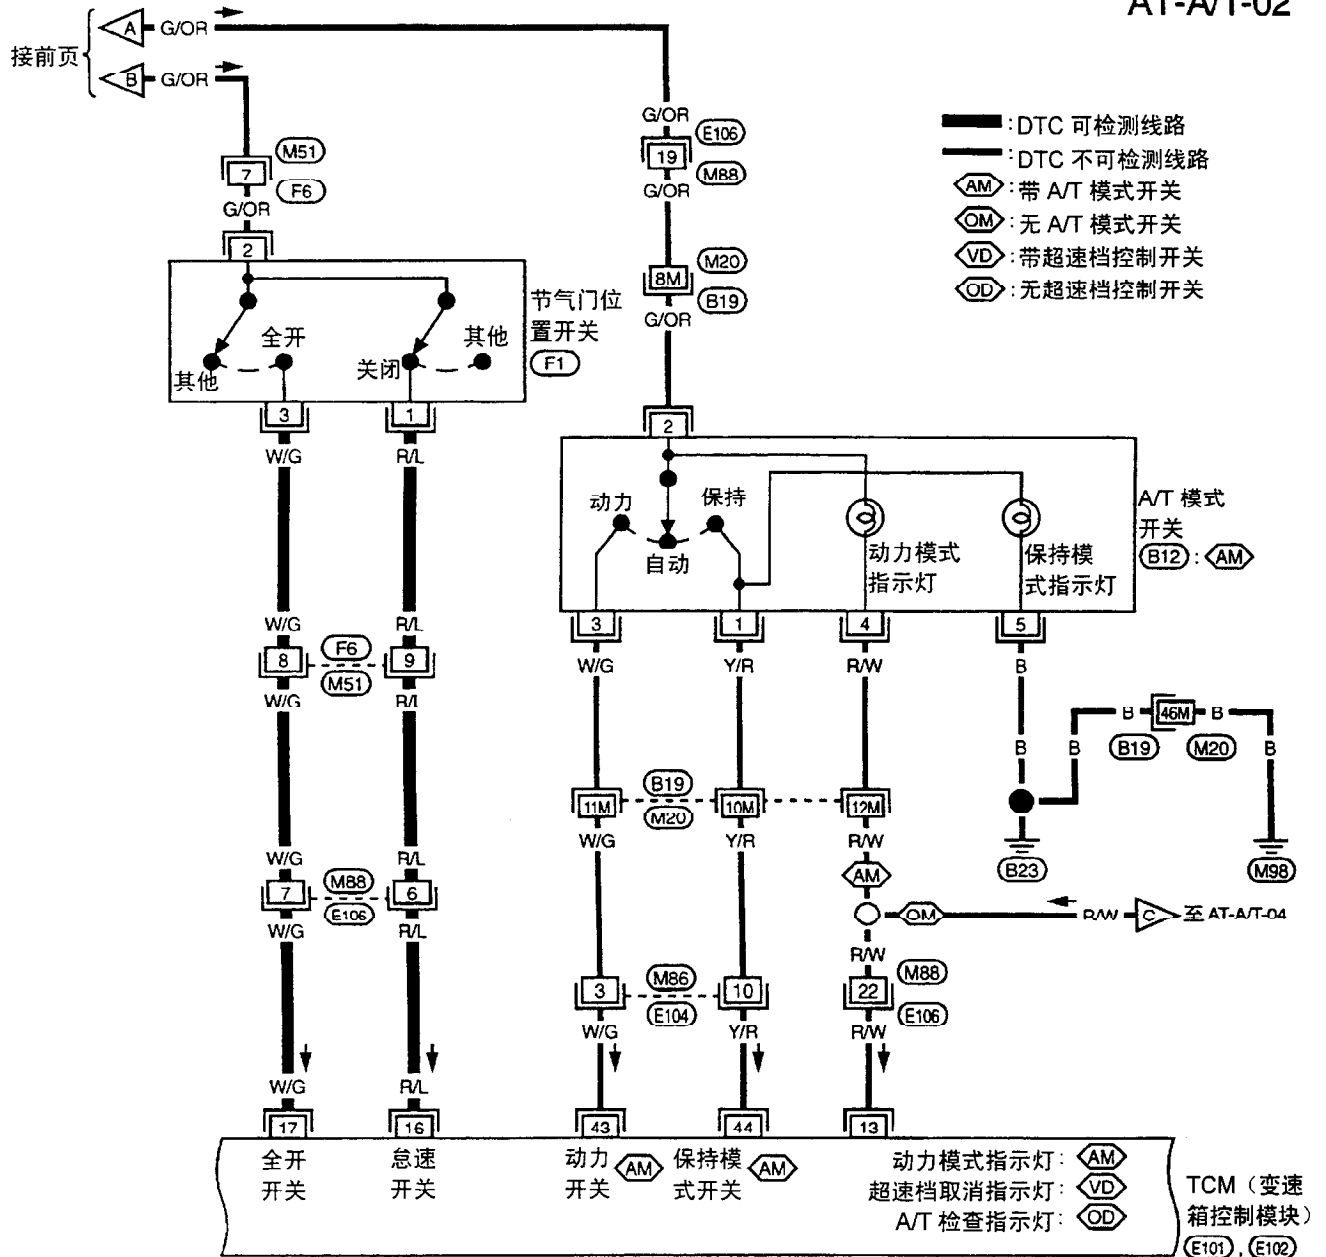 AT-A/T-02
接前页
A G/OR
B G/OR
G/OR
E106
19
M88
G/OR
M51
7
F6
G/OR
2
M20
8M
B19
G/OR
:DTC 可检测线路
:DTC 不可检测线路
AM :带 A/T 模式开关
OM :无 A/T 模式开关
VD :带超速档控制开关
OD :无超速档控制开关
节气门位
置开关
F1
其他
全开
关闭
其他
3 1
W/G R/L
2
动力
保持
自动
动力模式
指示灯
保持模
式指示灯
A/T 模式
开关
B12 : AM
W/G R/L
8 F6 9
M51
W/G R/L
3 1 4 5
W/G Y/R R/W B
B 46M B
B B B19 M20 B
B19
11M 10M 12M
M20
W/G Y/R R/W
B23 M98
W/G R/L
7 M88 6
E106
W/G R/L
AM
OM R/W C 至 AT-A/T-04
R/W
M86
3 10
E104
22 M88
E106
W/G Y/R R/W
W/G R/L
17 16 43 44 13
全开
开关
怠速
开关
动力
开关 AM
保持模
式开关 AM
动力模式指示灯: AM
超速档取消指示灯: VD
A/T 检查指示灯: OD
TCM（变速
箱控制模块）
E101 , E102